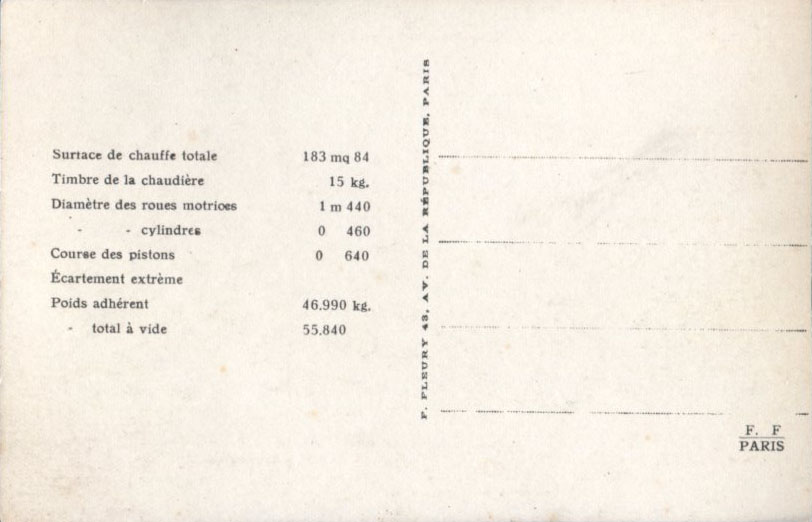 Surface de chauffe totale 183 mq 84
Timbre de la chaudière 15 kg.
Diamètre des roues motrices 1 m 440
- - cylindres 0 460
Course des pistons 0 640
Écartement extrème
Poids adhérent 46.990 kg.
- total à vide 55.840
F. FLEURY 43, AV. DE LA RÉPUBLIQUE, PARIS
F. F
PARIS